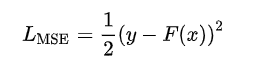 L_MSE = 1/2 (y − F(x))²